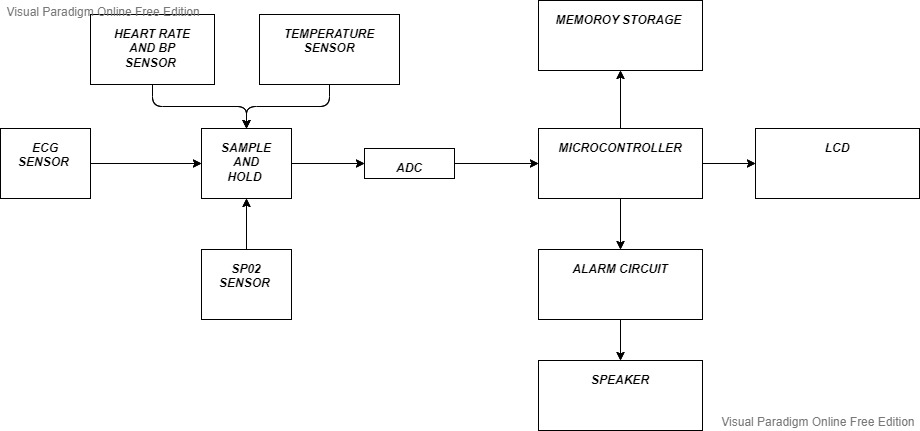 Visual Paradigm Online Free Edition
HEART RATE
AND BP
SENSOR
TEMPERATURE
SENSOR
MEMOROY STORAGE
ECG
SENSOR
SAMPLE
AND
HOLD
ADC
MICROCONTROLLER
LCD
SP02
SENSOR
ALARM CIRCUIT
SPEAKER
Visual Paradigm Online Free Edition